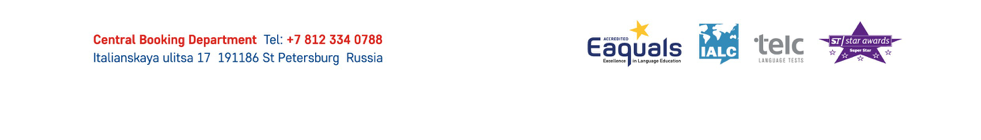 Central Booking Department Tel: +7 812 334 0788
Italianskaya ulitsa 17 191186 St Petersburg Russia
ACCREDITED
Eaquals
Excellence in Language Education
IALC
telc
LANGUAGE TESTS
ST star awards
Super Star